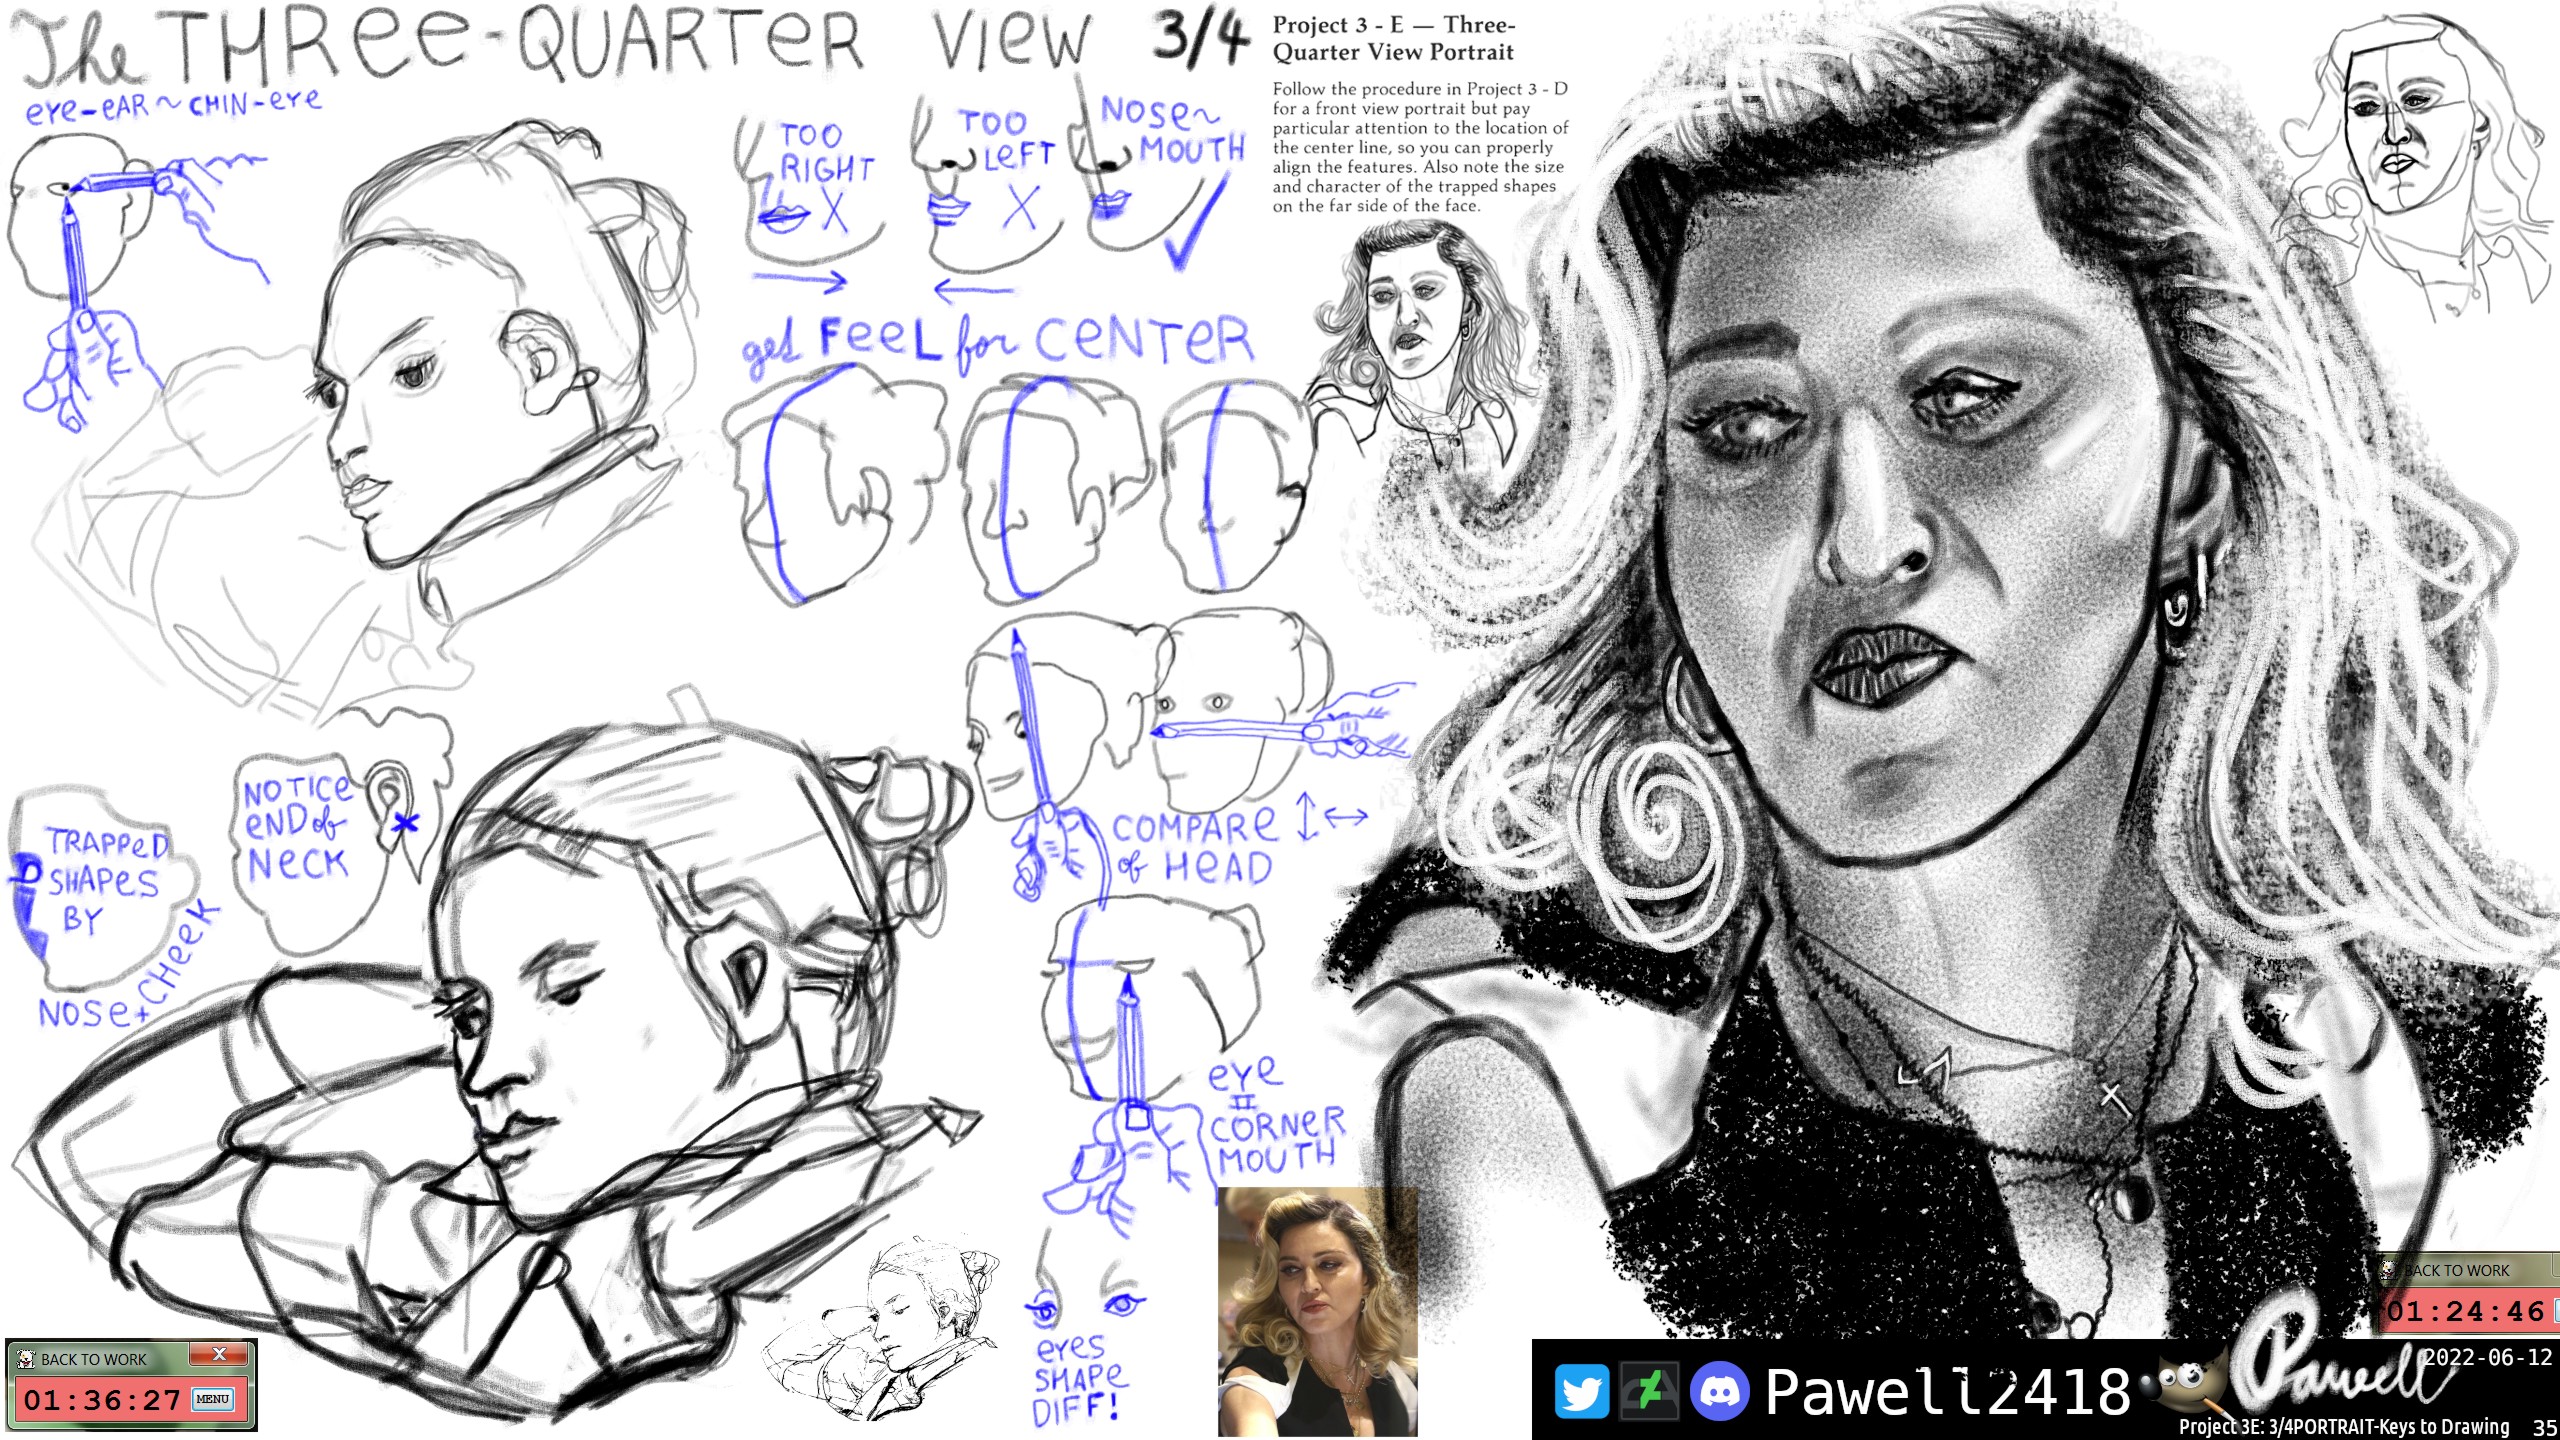 The THREE-QUARTER VIEW 3/4
eYe-eAR ~ CHIN-eYe
TOO
RIGHT
X
TOO
LEFT
X
NOSE~
MOUTH
Project 3 - E — Three-
Quarter View Portrait
Follow the procedure in Project 3 - D
for a front view portrait but pay
particular attention to the location of
the center line, so you can properly
align the features. Also note the size
and character of the trapped shapes
on the far side of the face.
get FEEL for CENTER
COMPARE
of HEAD
NOTICE
END of
NECK
TRAPPED
SHAPES
BY
NOSE+CHEEK
EYE
=
CORNER
MOUTH
EYES
SHAPE
DIFF!
BACK TO WORK
01:36:27 MENU
BACK TO WORK
01:24:46
Pawell2418
Pawell
2022-06-12
Project 3E: 3/4PORTRAIT-Keys to Drawing 35